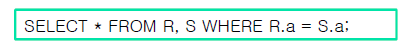 SELECT * FROM R, S WHERE R.a = S.a;